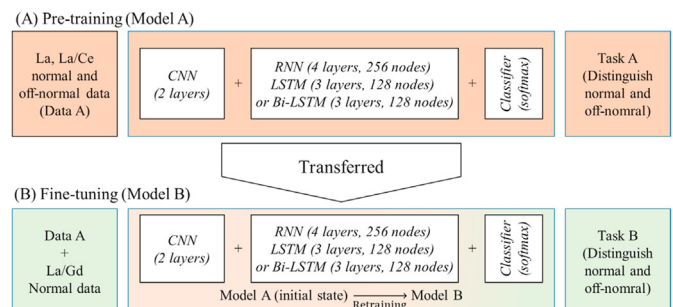 (A) Pre-training (Model A)
La, La/Ce
normal and
off-normal data
(Data A)
CNN
(2 layers)
+
RNN (4 layers, 256 nodes)
LSTM (3 layers, 128 nodes)
or Bi-LSTM (3 layers, 128 nodes)
+
Classifier
(softmax)
Task A
(Distinguish
normal and
off-nomral)
Transferred
(B) Fine-tuning (Model B)
Data A
+
La/Gd
Normal data
CNN
(2 layers)
+
RNN (4 layers, 256 nodes)
LSTM (3 layers, 128 nodes)
or Bi-LSTM (3 layers, 128 nodes)
+
Classifier
(softmax)
Model A (initial state) ⟶ Model B
Retraining
Task B
(Distinguish
normal and
off-nomral)